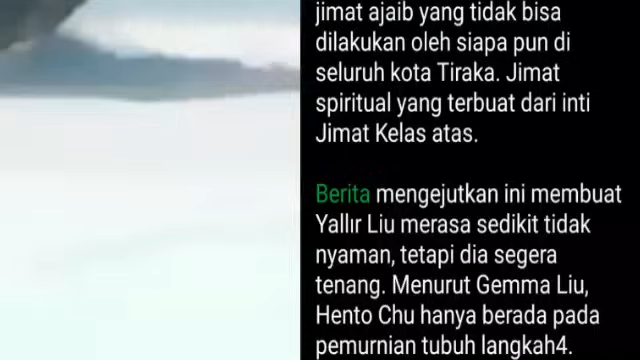 jimat ajaib yang tidak bisa
dilakukan oleh siapa pun di
seluruh kota Tiraka. Jimat
spiritual yang terbuat dari inti
Jimat Kelas atas.
Berita mengejutkan ini membuat
Yallır Liu merasa sedikit tidak
nyaman, tetapi dia segera
tenang. Menurut Gemma Liu,
Hento Chu hanya berada pada
pemurnian tubuh langkah4.